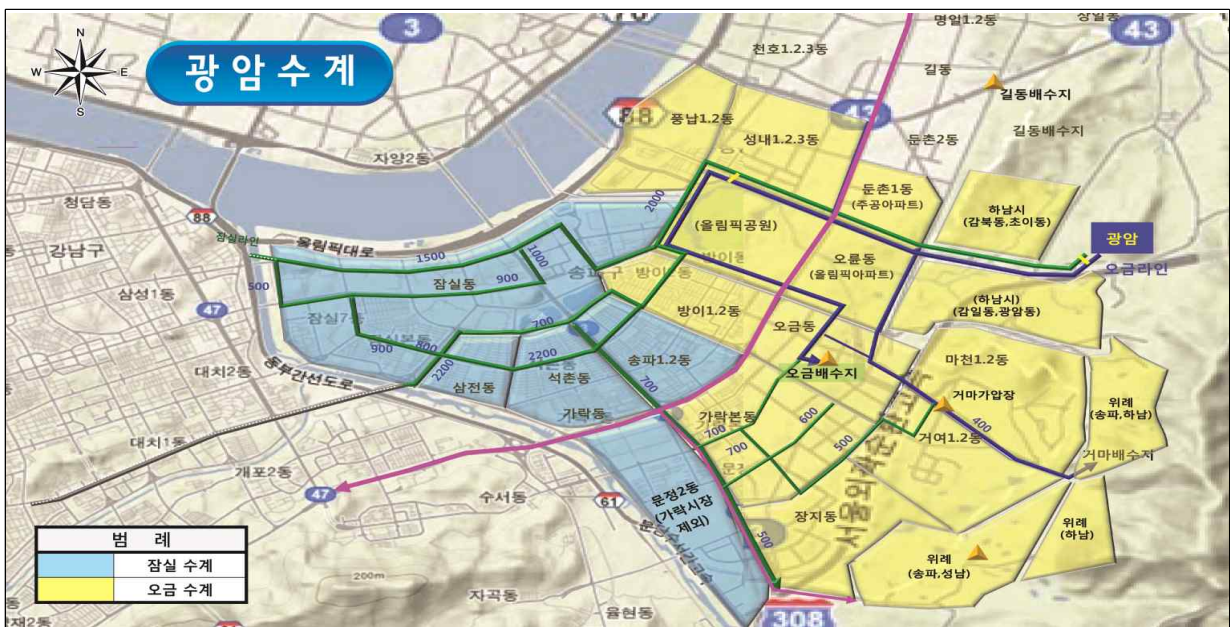 광암수계
N
W
E
S
3
43
명일1.2동
상일동
천호1.2.3동
길동
길동배수지
길동배수지
88
43
풍납1.2동
성내1.2.3동
둔촌2동
자양2동
둔촌1동
(주공아파트)
하남시
(감북동,초이동)
광암
오금라인
청담동
88
강남구
잠실라인
올림픽대로
2000
(올림픽공원)
오륜동
(올림픽아파트)
1500
1000
900
잠실동
송파구
방이동
방이동
500
삼성1동
47
잠실7동
(하남시)
(감일동,광암동)
방이1.2동
오금동
700
900
800
2200
2200
송파1.2동
오금배수지
마천1.2동
대치2동
동부간선도로
삼전동
석촌동
가락동
700
거마가압장
위례
(송파,하남)
400
가락본동
600
500
거여1.2동
거마배수지
700
700
대치1동
개포2동
47
수서동
61
문정2동
(가락시장
제외)
장지동
500
위례
(하남)
위례
(송파,성남)
200m
자곡동
율현동
308
범 례
잠실 수계
오금 수계